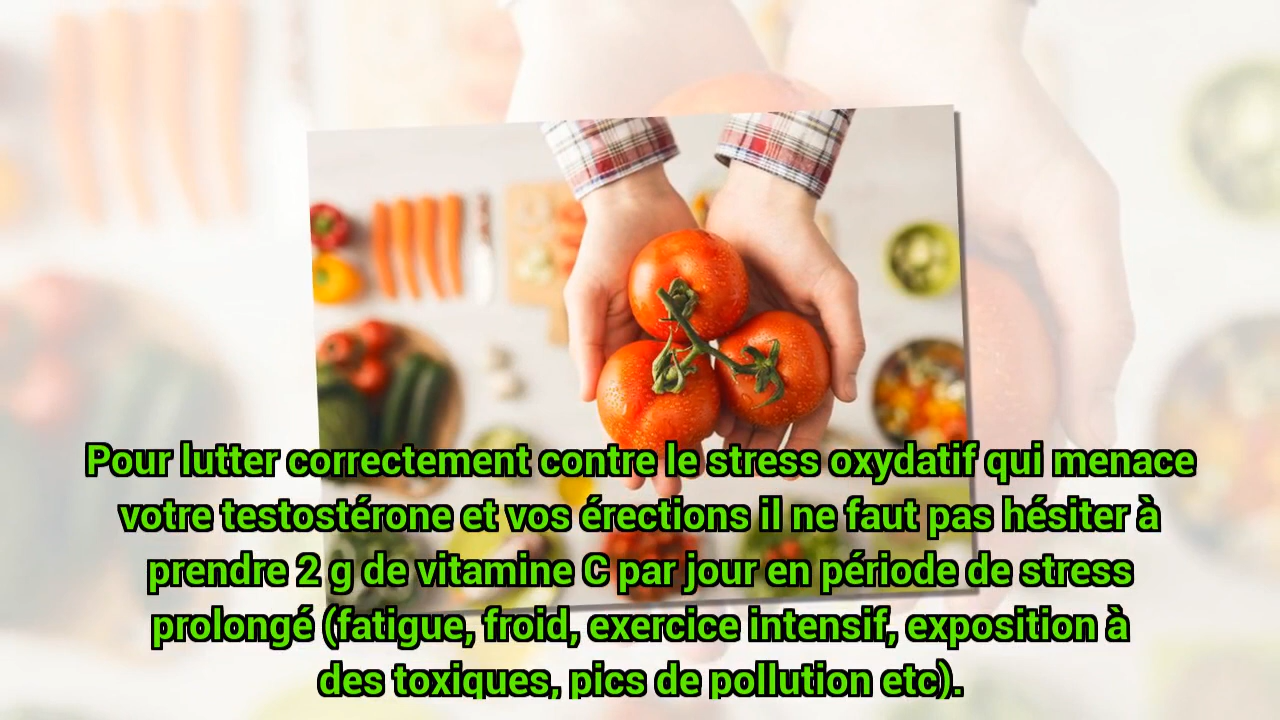 Pour lutter correctement contre le stress oxydatif qui menace
votre testostérone et vos érections il ne faut pas hésiter à
prendre 2 g de vitamine C par jour en période de stress
prolongé (fatigue, froid, exercice intensif, exposition à
des toxiques, pics de pollution etc).